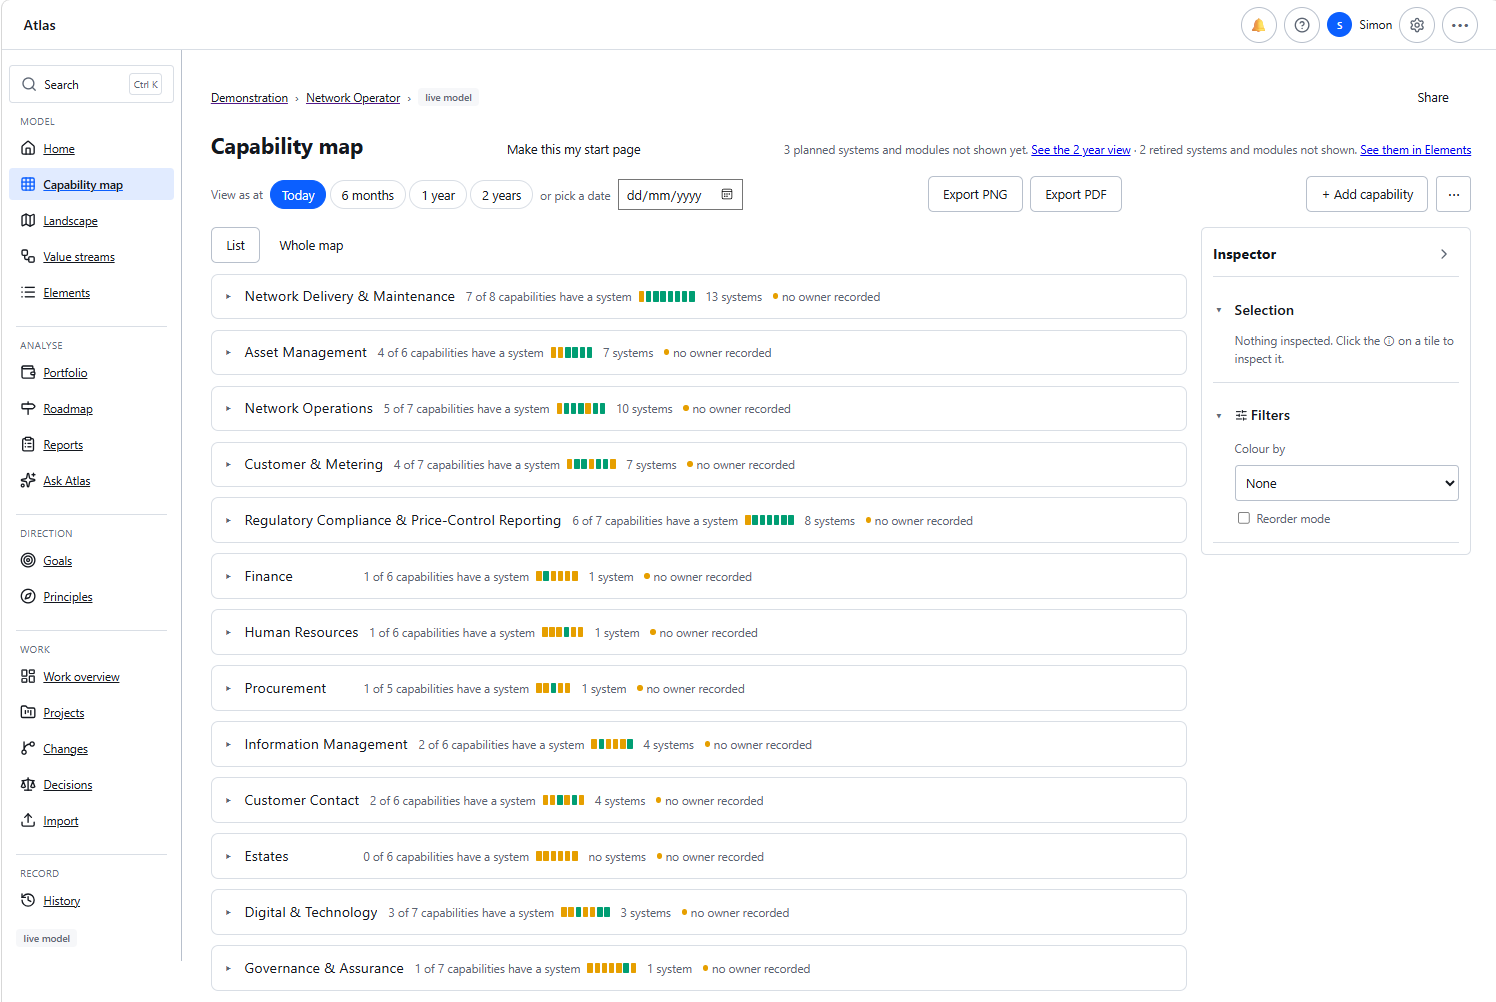 Atlas
S Simon
Search Ctrl K
MODEL
Home
Capability map
Landscape
Value streams
Elements
ANALYSE
Portfolio
Roadmap
Reports
Ask Atlas
DIRECTION
Goals
Principles
WORK
Work overview
Projects
Changes
Decisions
Import
RECORD
History
live model
Demonstration › Network Operator › live model
Share
Capability map
Make this my start page
3 planned systems and modules not shown yet. See the 2 year view · 2 retired systems and modules not shown. See them in Elements
View as at Today 6 months 1 year 2 years or pick a date dd/mm/yyyy
Export PNG Export PDF
+ Add capability ...
List Whole map
Network Delivery & Maintenance 7 of 8 capabilities have a system 13 systems no owner recorded
Asset Management 4 of 6 capabilities have a system 7 systems no owner recorded
Network Operations 5 of 7 capabilities have a system 10 systems no owner recorded
Customer & Metering 4 of 7 capabilities have a system 7 systems no owner recorded
Regulatory Compliance & Price-Control Reporting 6 of 7 capabilities have a system 8 systems no owner recorded
Finance 1 of 6 capabilities have a system 1 system no owner recorded
Human Resources 1 of 6 capabilities have a system 1 system no owner recorded
Procurement 1 of 5 capabilities have a system 1 system no owner recorded
Information Management 2 of 6 capabilities have a system 4 systems no owner recorded
Customer Contact 2 of 6 capabilities have a system 4 systems no owner recorded
Estates 0 of 6 capabilities have a system no systems no owner recorded
Digital & Technology 3 of 7 capabilities have a system 3 systems no owner recorded
Governance & Assurance 1 of 7 capabilities have a system 1 system no owner recorded
Inspector
Selection
Nothing inspected. Click the ⓘ on a tile to
inspect it.
Filters
Colour by
None
Reorder mode